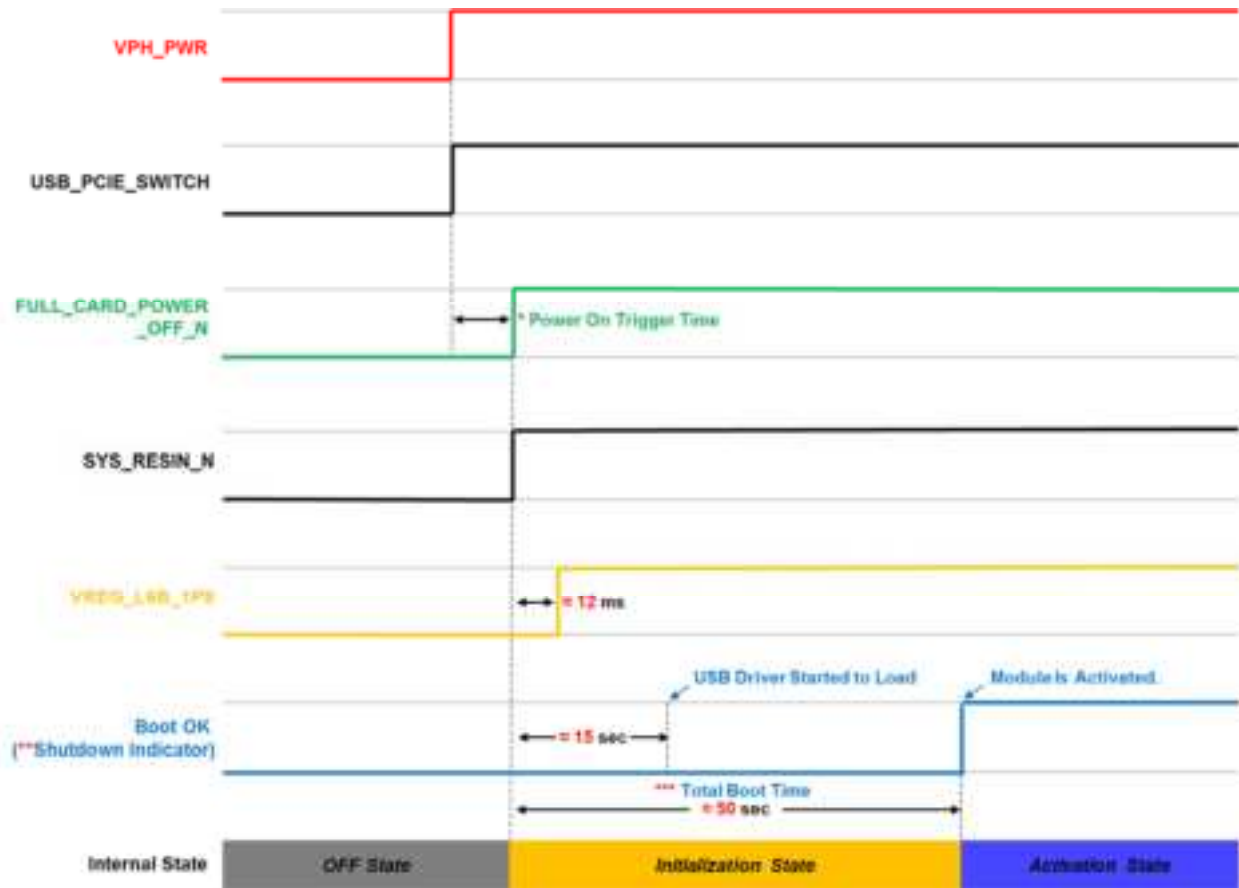 VPH_PWR
USB_PCIE_SWITCH
FULL_CARD_POWER
_OFF_N
* Power On Trigger Time
SYS_RESIN_N
VREG_L6B_1P8
≈ 12 ms
USB Driver Started to Load
Module Is Activated.
Boot OK
(**Shutdown Indicator)
≈ 15 sec
*** Total Boot Time
≈ 50 sec
Internal State
OFF State
Initialization State
Activation State